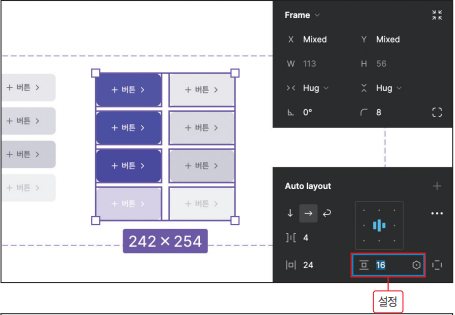 Frame
X Mixed Y Mixed
W 113 H 56
Hug Hug
0° 8
+ 버튼 >
+ 버튼 >
+ 버튼 >
+ 버튼 >
+ 버튼 > + 버튼 >
+ 버튼 > + 버튼 >
+ 버튼 > + 버튼 >
+ 버튼 > + 버튼 >
242 × 254
Auto layout
4
24 16
설정